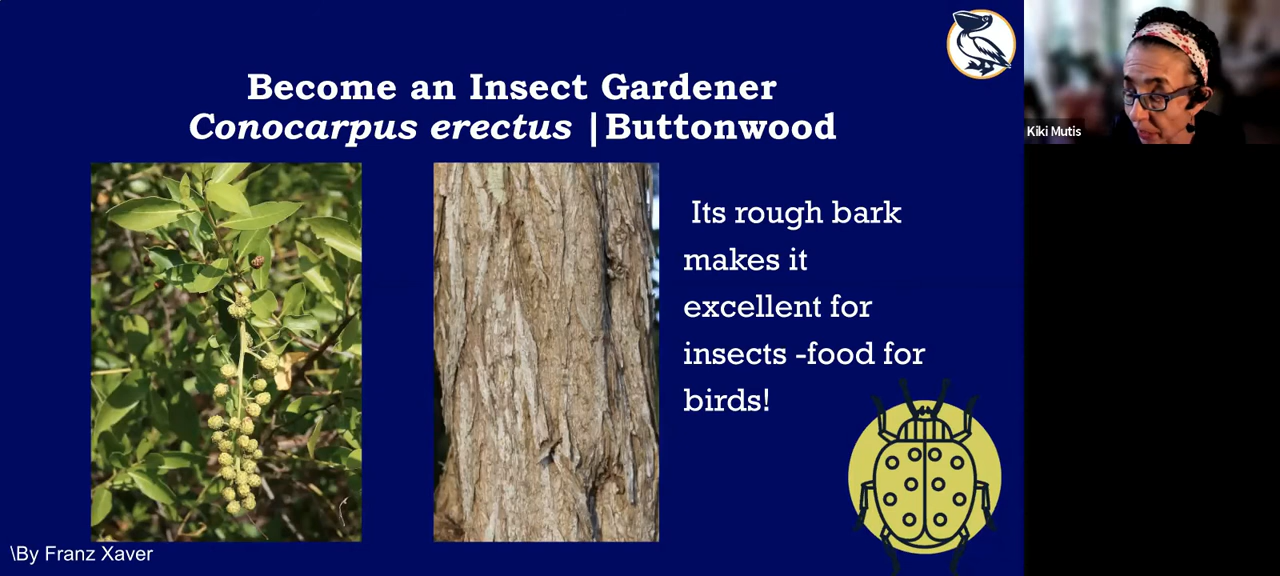 Become an Insect Gardener
Conocarpus erectus |Buttonwood
Kiki Mutis
Its rough bark
makes it
excellent for
insects -food for
birds!
\By Franz Xaver